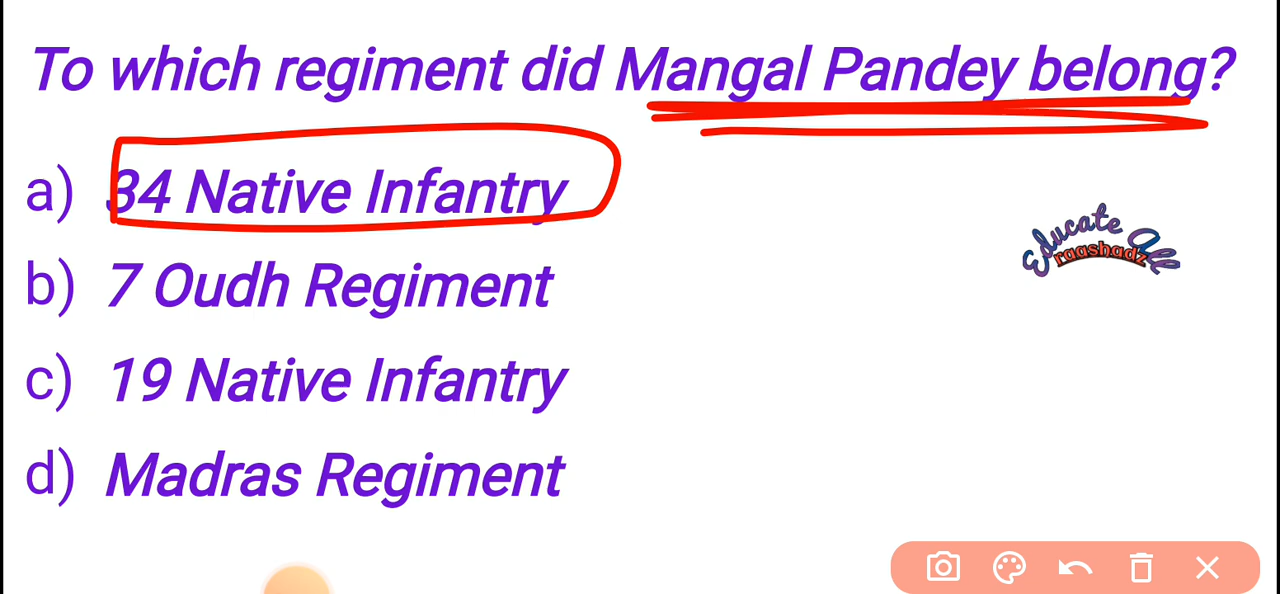 To which regiment did Mangal Pandey belong?
a) 34 Native Infantry
Educate All
raashadz
b) 7 Oudh Regiment
c) 19 Native Infantry
d) Madras Regiment